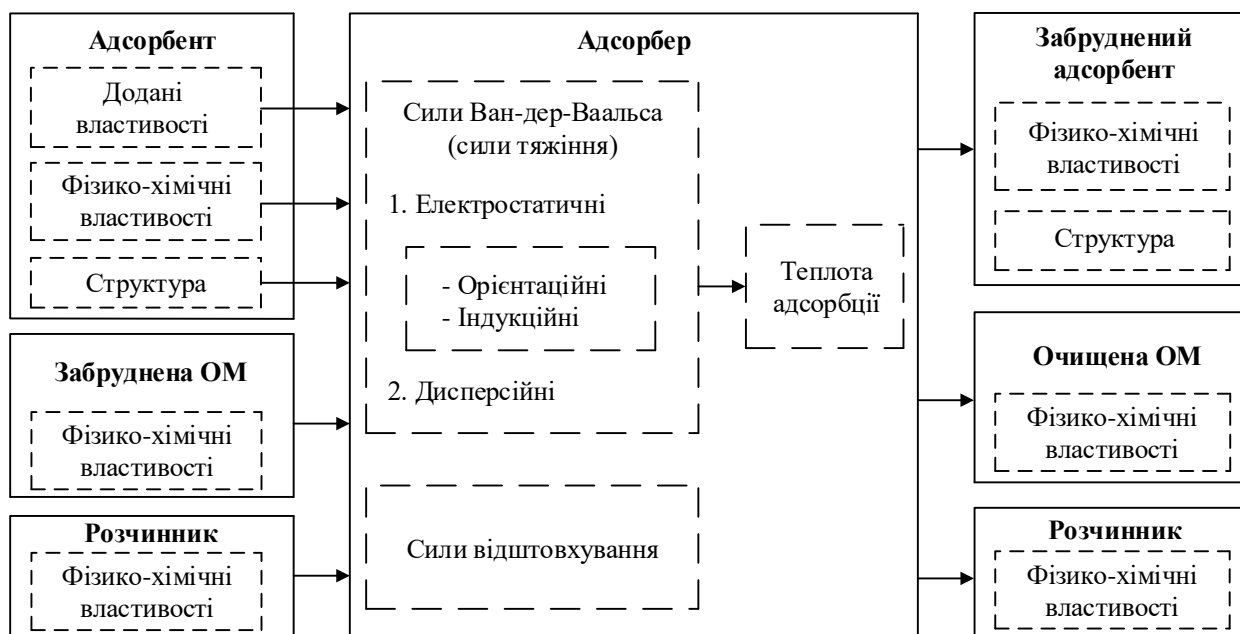 Адсорбент
Додані
властивості
Фізико-хімічні
властивості
Структура
Забруднена ОМ
Фізико-хімічні
властивості
Розчинник
Фізико-хімічні
властивості
Адсорбер
Сили Ван-дер-Ваальса
(сили тяжіння)
1. Електростатичні
- Орієнтаційні
- Індукційні
2. Дисперсійні
Сили відштовхування
Теплота
адсорбції
Забруднений
адсорбент
Фізико-хімічні
властивості
Структура
Очищена ОМ
Фізико-хімічні
властивості
Розчинник
Фізико-хімічні
властивості